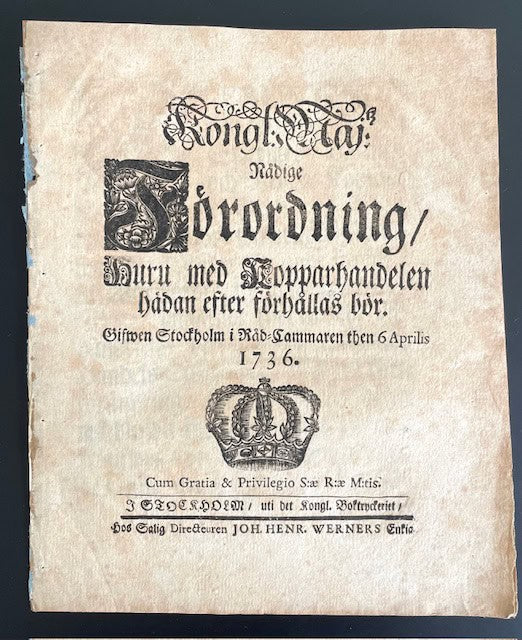 Kongl: Maj:ᵗᶻ
Nådige
Förordning/
Huru med Kopparhandelen
hädan efter förhållas bör.
Gifwen Stockholm i Råd-Cammaren then 6 Aprilis
1736.
Cum Gratia & Privilegio S:æ R:æ M:tis.
I STOCKHOLM/ uti det Kongl. Boktryckeriet/
Hos Salig Directeuren JOH. HENR. WERNERS Enkia